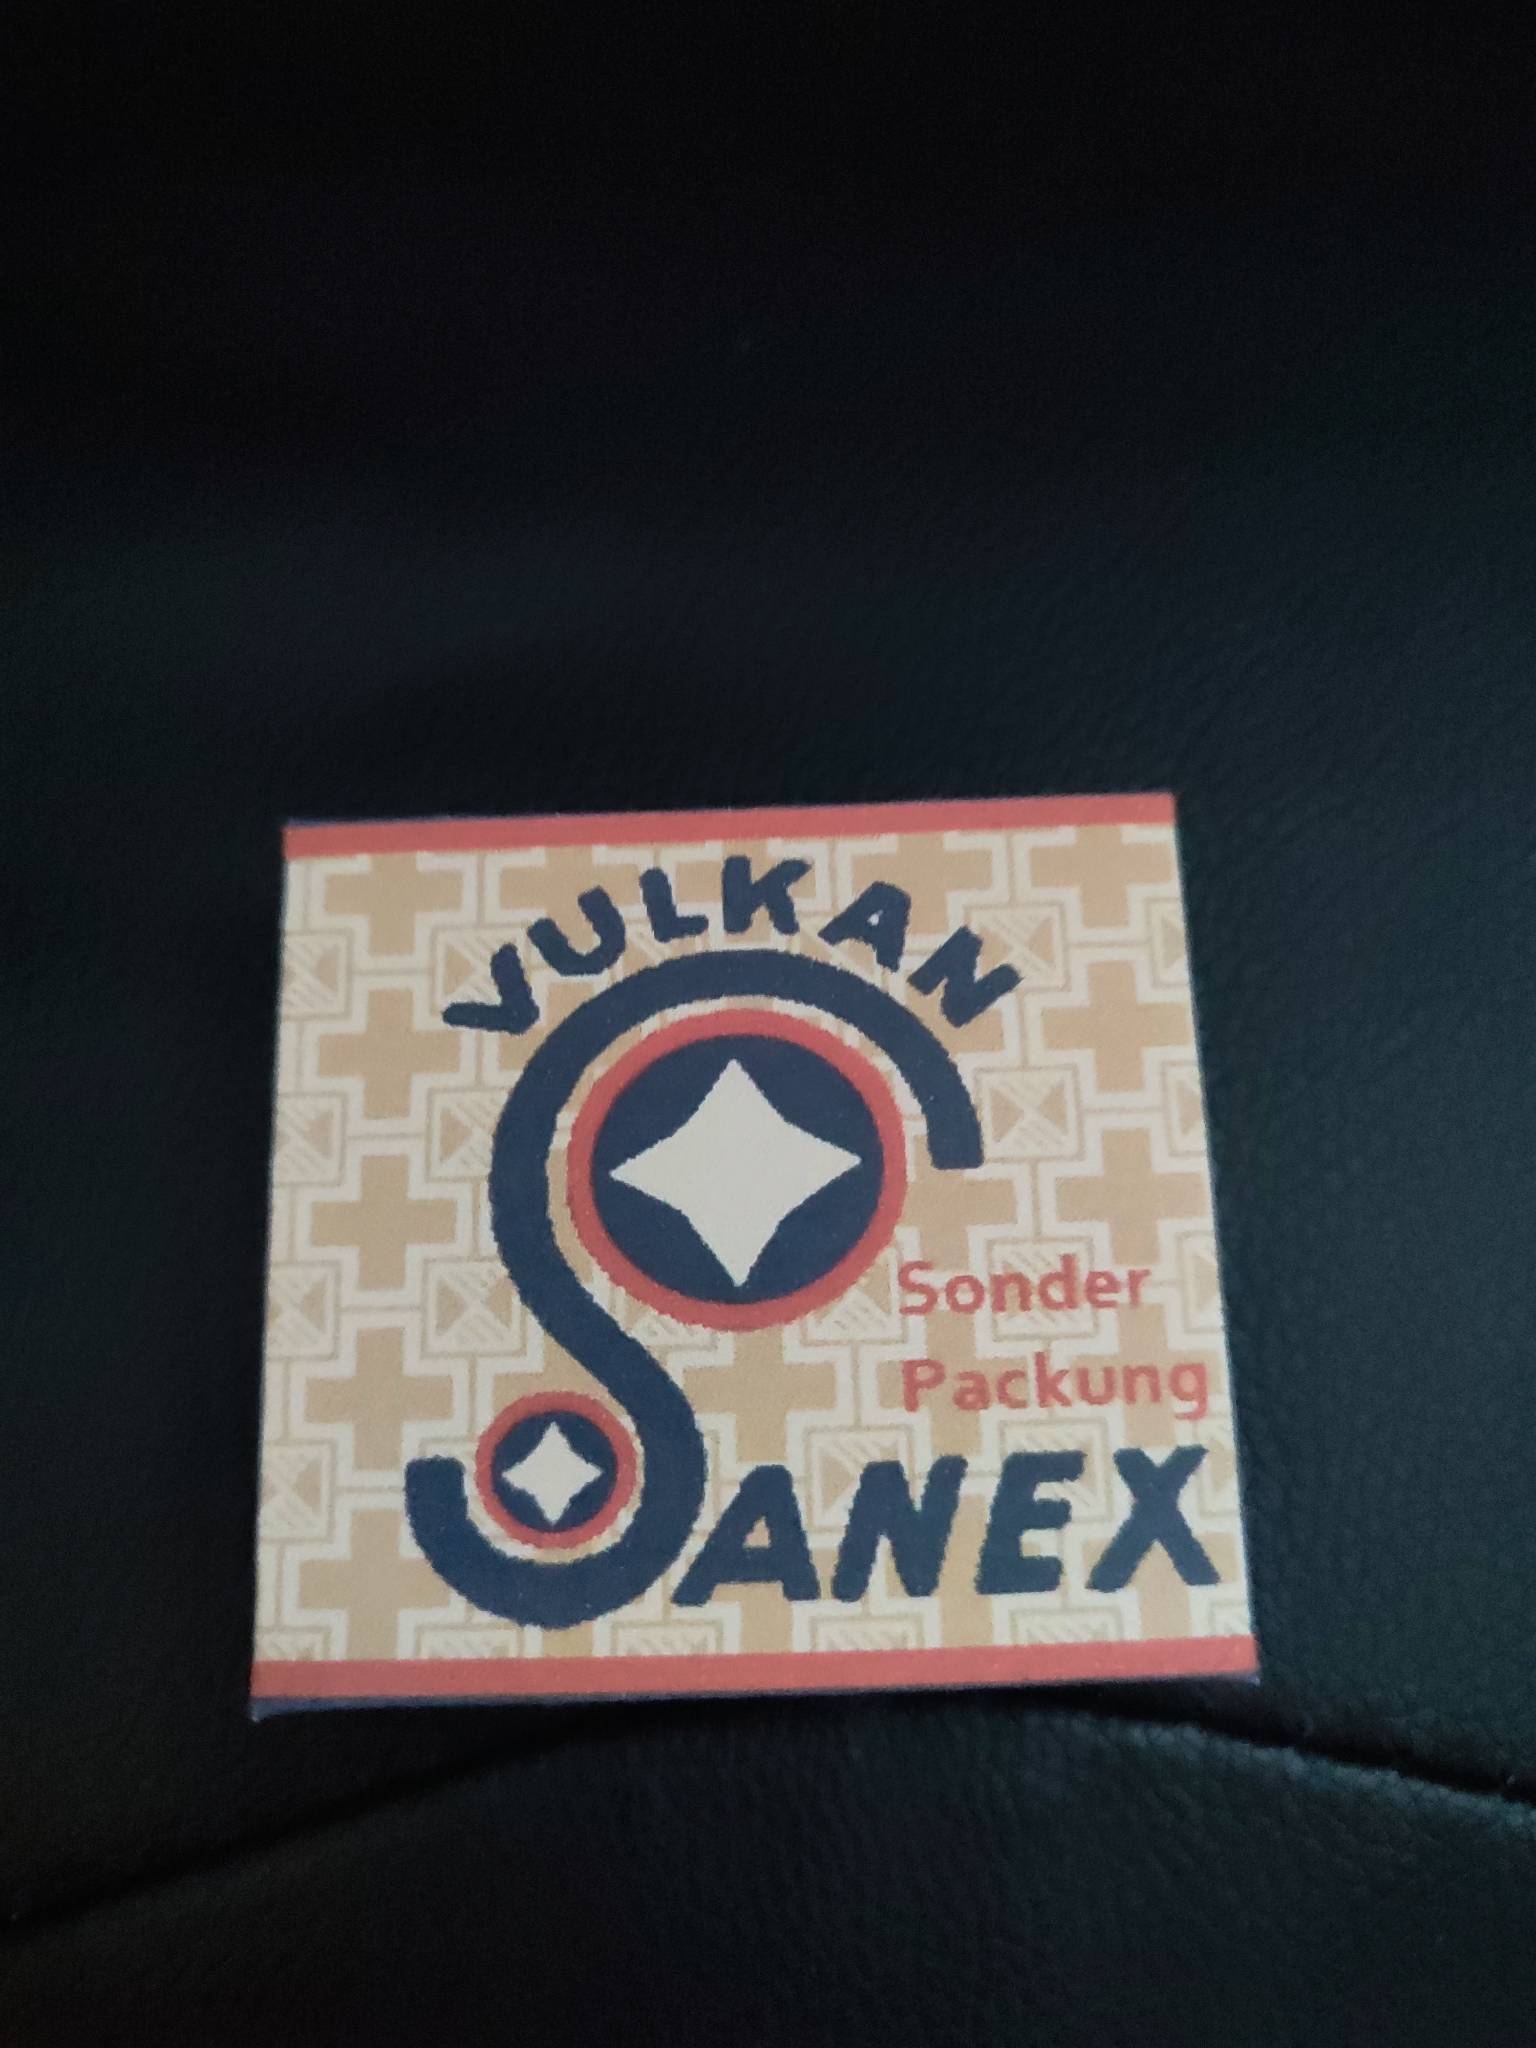 VULKAN
Sonder
Packung
SANEX